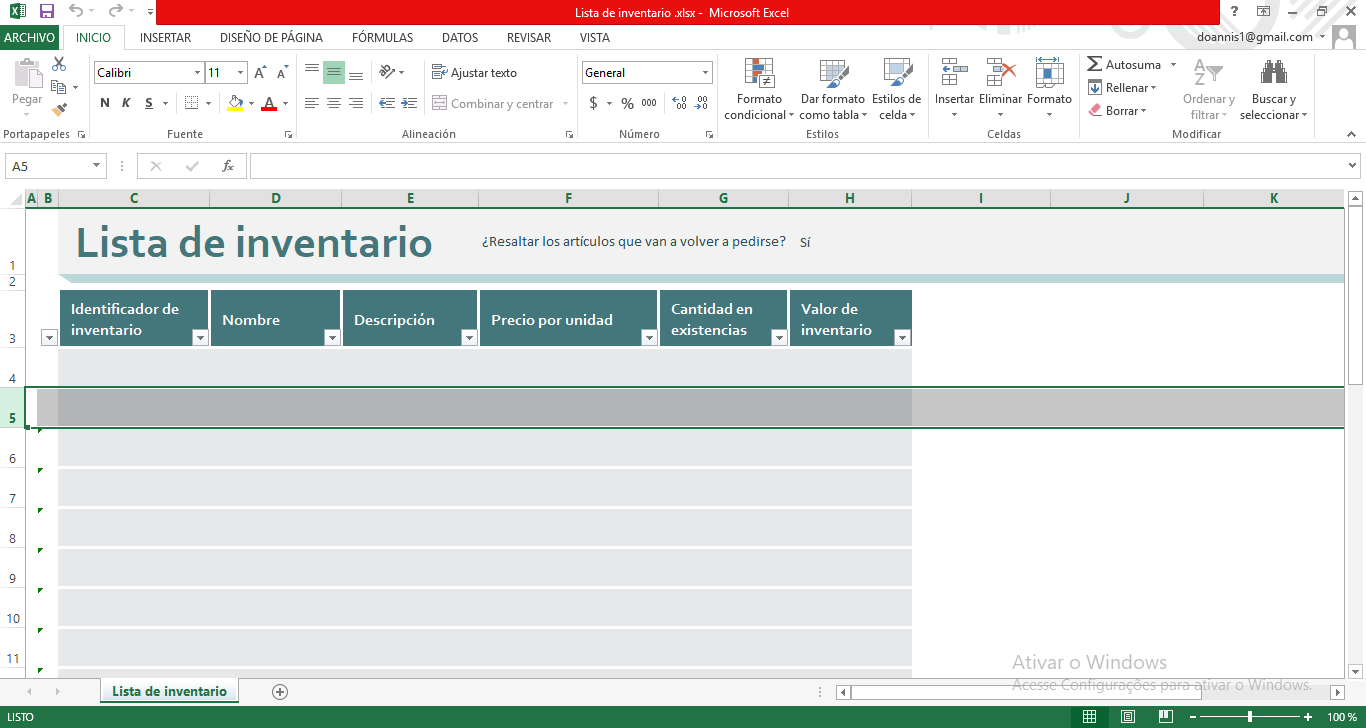 Lista de inventario .xlsx - Microsoft Excel
?
ARCHIVO INICIO INSERTAR DISEÑO DE PÁGINA FÓRMULAS DATOS REVISAR VISTA doannis1@gmail.com
Pegar
Portapapeles
Calibri 11
N K S
Fuente
Ajustar texto
Combinar y centrar
Alineación
General
$ % 000
Número
Formato condicional
Dar formato como tabla
Estilos de celda
Estilos
Insertar Eliminar Formato
Celdas
Autosuma
Rellenar
Borrar
Ordenar y filtrar
Buscar y seleccionar
Modificar
A5
fx
A B C D E F G H I J K
1
Lista de inventario ¿Resaltar los artículos que van a volver a pedirse? Sí
2
3
Identificador de inventario
Nombre
Descripción
Precio por unidad
Cantidad en existencias
Valor de inventario
4
5
6
7
8
9
10
11
Ativar o Windows
Acesse Configurações para ativar o Windows.
Lista de inventario
LISTO
100 %